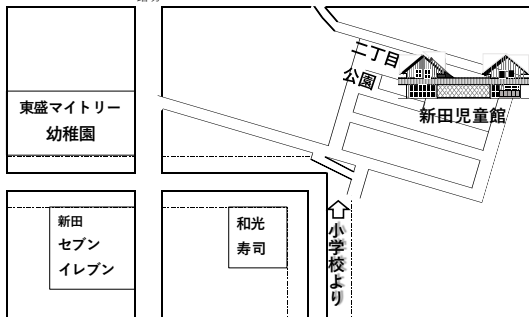 二丁目
公園
新田児童館
東盛マイトリー
幼稚園
新田
セブン
イレブン
和光
寿司
小学校より